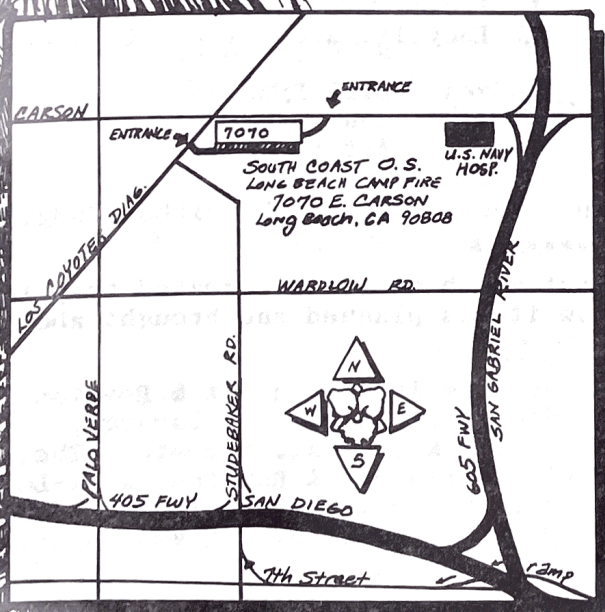 ENTRANCE
CARSON
ENTRANCE
7070
U.S. NAVY
HOSP.
SOUTH COAST O.S.
LONG BEACH CAMP FIRE
7070 E. CARSON
Long Beach, CA 90808
LOS COYOTES DIAG.
WARDLOW RD.
SAN GABRIEL RIVER
N
W
E
S
STUDEBAKER RD.
PALO VERDE
605 FWY
405 FWY
SAN DIEGO
7th Street
ramp